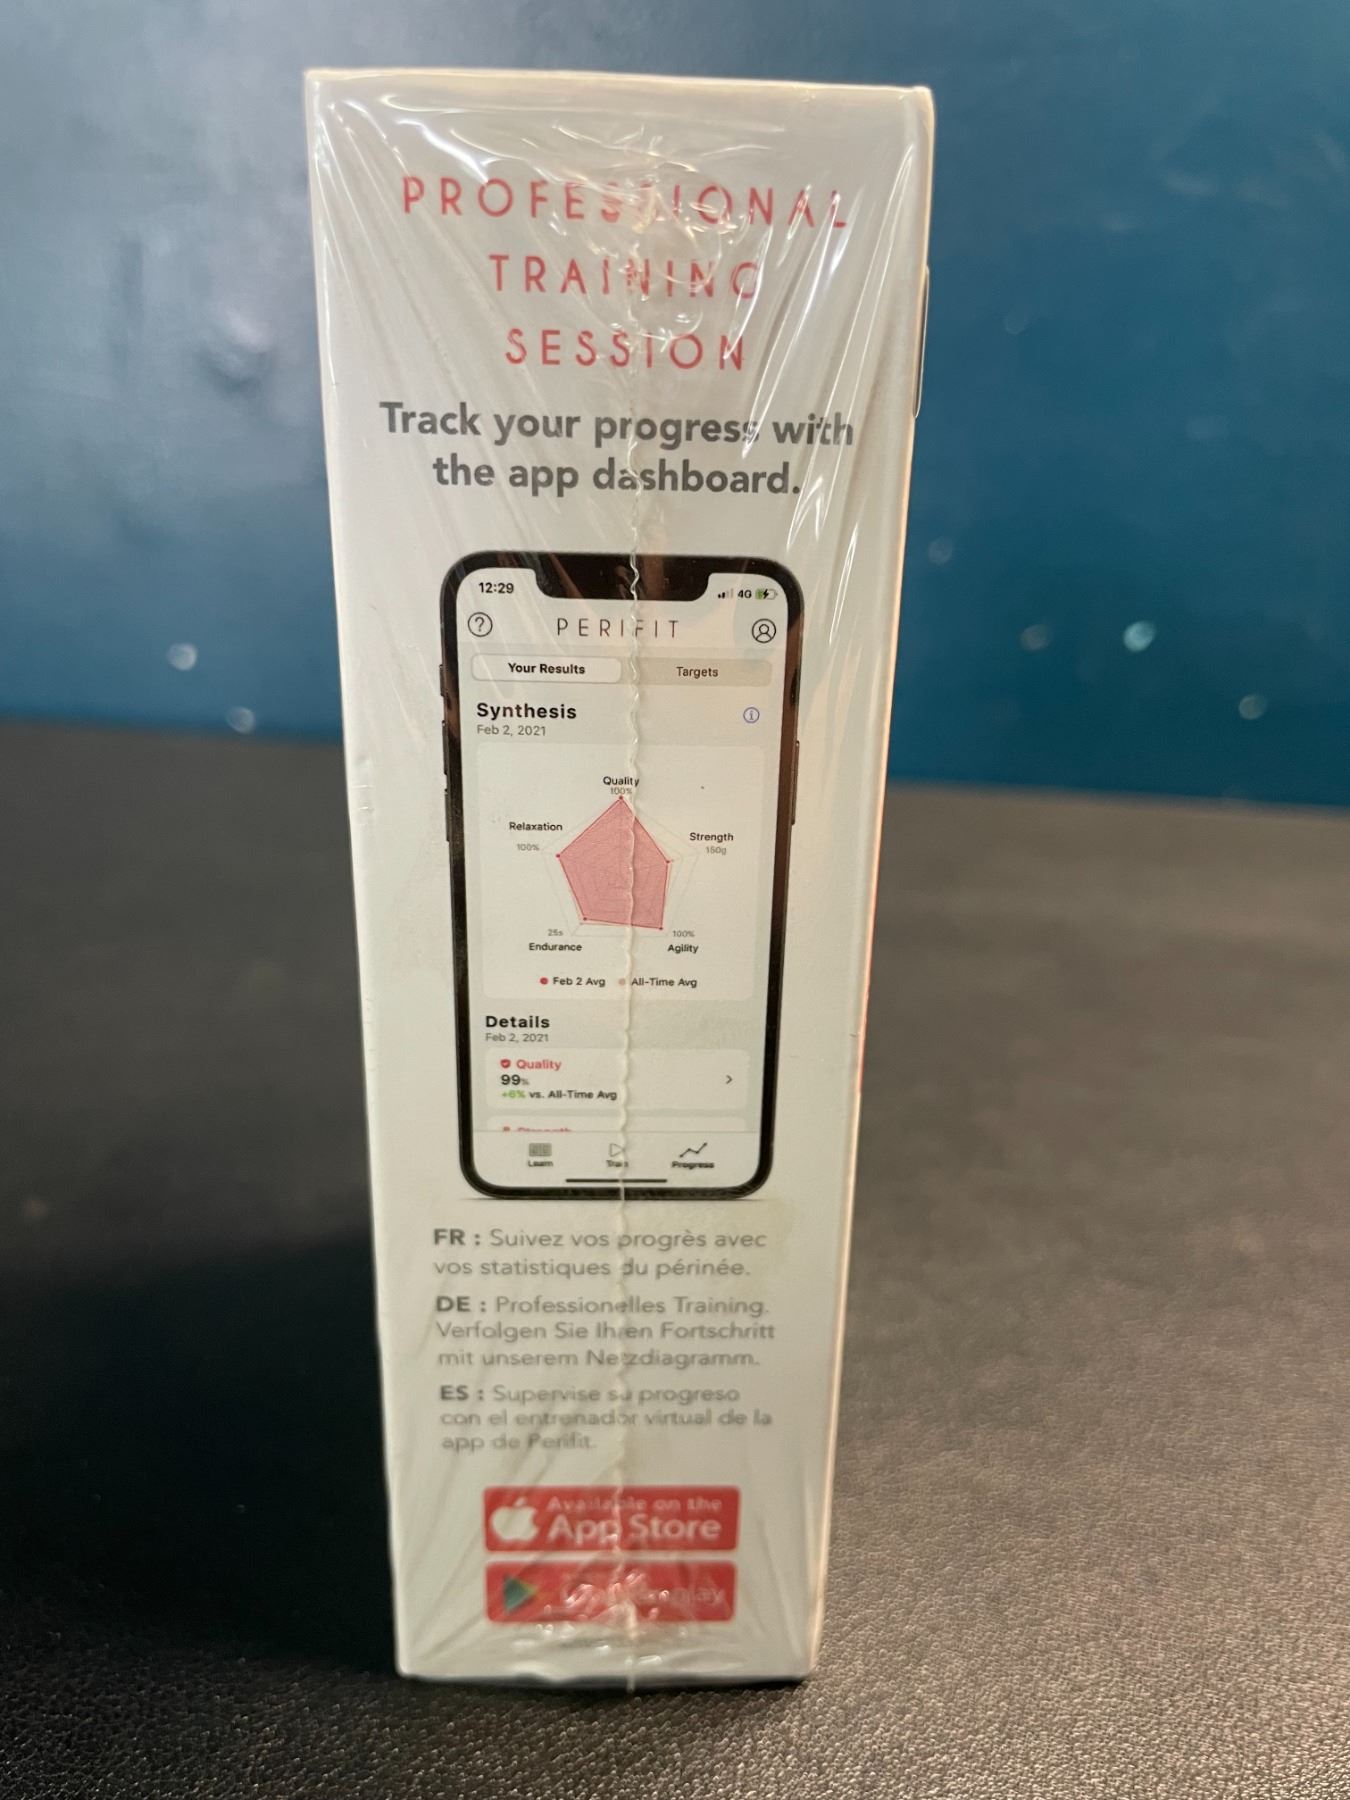 PROFESSIONAL
TRAINING
SESSION
Track your progress with
the app dashboard.
12:29
4G
?
PERIFIT
Your Results
Targets
Synthesis
Feb 2, 2021
Quality
100%
Relaxation
100%
Strength
150g
25s
Endurance
100%
Agility
Feb 2 Avg
All-Time Avg
Details
Feb 2, 2021
Quality
99%
+6% vs. All-Time Avg
Strength
Learn
Train
Progress
FR : Suivez vos progrès avec
vos statistiques du périnée.
DE : Professionelles Training.
Verfolgen Sie Ihren Fortschritt
mit unserem Netzdiagramm.
ES : Supervise su progreso
con el entrenador virtual de la
app de Perifit.
Available on the
App Store
play